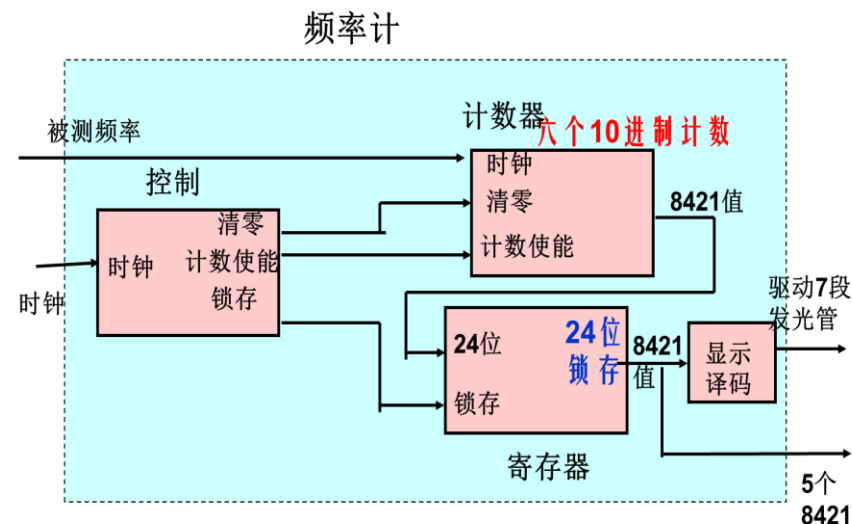 频率计
被测频率
计数器
六个10进制计数
控制
时钟
清零
计数使能
8421值
清零
时钟
计数使能
锁存
时钟
驱动7段
发光管
24位
24位
锁存
8421
值
显示
译码
锁存
寄存器
5个
8421